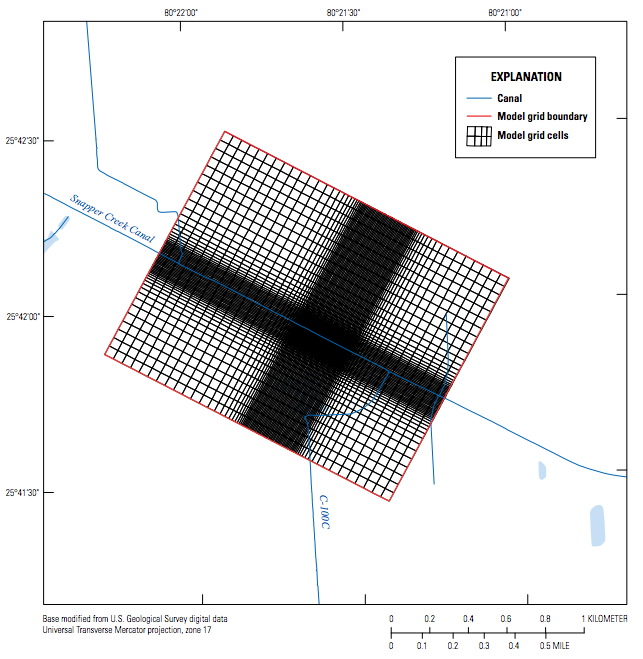 80°22'00"
80°21'30"
80°21'00"
EXPLANATION
Canal
Model grid boundary
Model grid cells
25°42'30"
Snapper Creek Canal
25°42'00"
25°41'30"
C-100C
Base modified from U.S. Geological Survey digital data
Universal Transverse Mercator projection, zone 17
0 0.2 0.4 0.6 0.8 1 KILOMETER
0 0.1 0.2 0.3 0.4 0.5 MILE